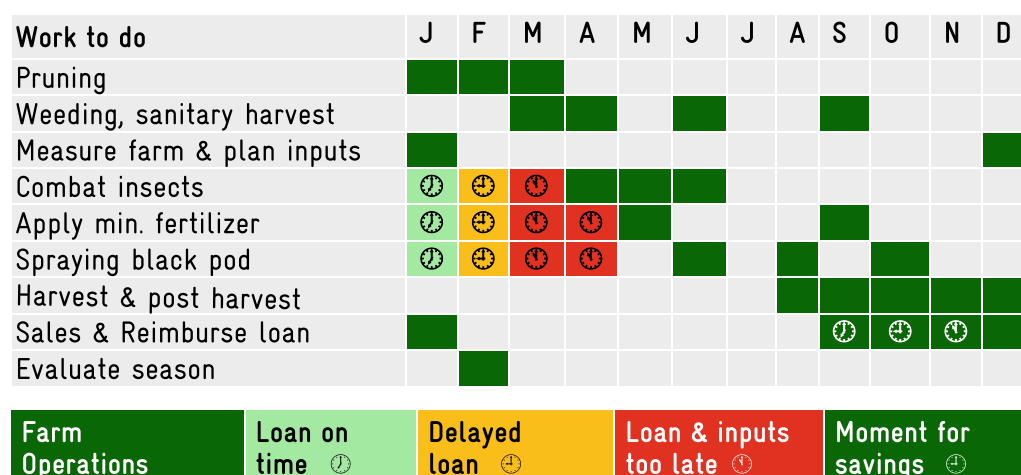 Work to do J F M A M J J A S O N D
Pruning
Weeding, sanitary harvest
Measure farm & plan inputs
Combat insects
Apply min. fertilizer
Spraying black pod
Harvest & post harvest
Sales & Reimburse loan
Evaluate season
Farm
Operations
Loan on
time
Delayed
loan
Loan & inputs
too late
Moment for
savings